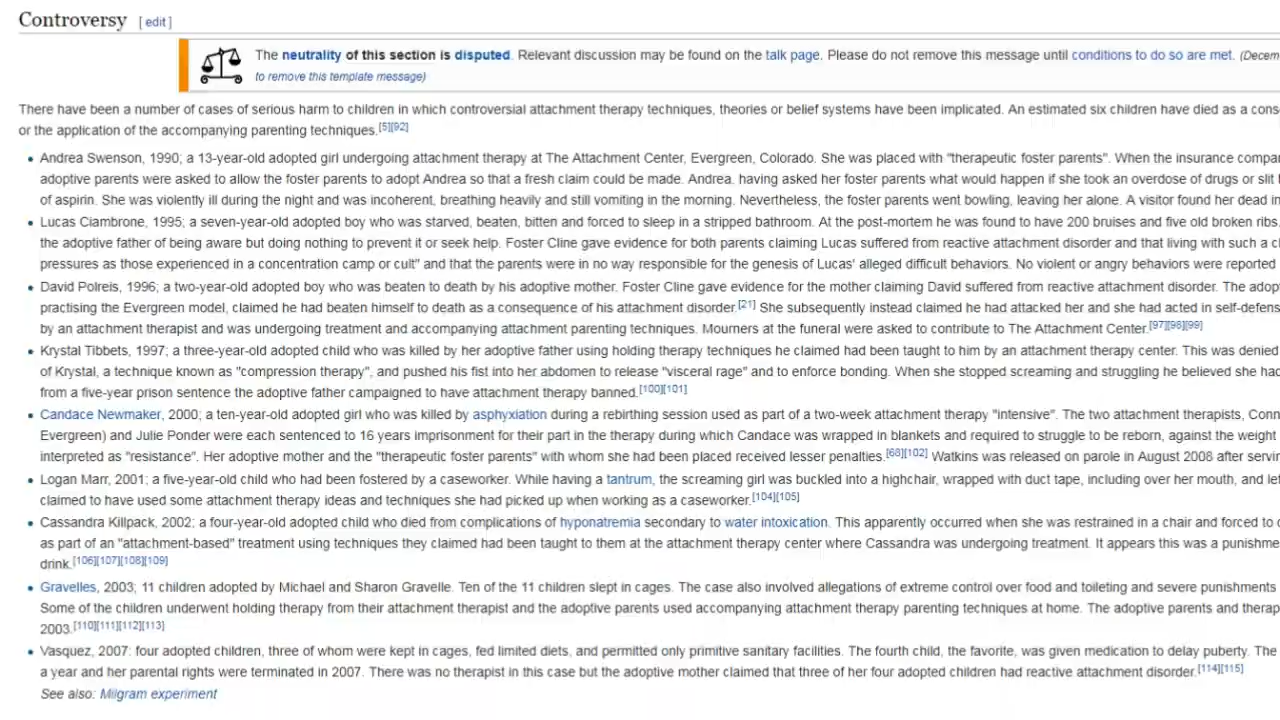 Controversy [ edit ]
The neutrality of this section is disputed. Relevant discussion may be found on the talk page. Please do not remove this message until conditions to do so are met. (Decem
to remove this template message)
There have been a number of cases of serious harm to children in which controversial attachment therapy techniques, theories or belief systems have been implicated. An estimated six children have died as a cons
or the application of the accompanying parenting techniques.[5][92]
• Andrea Swenson, 1990; a 13-year-old adopted girl undergoing attachment therapy at The Attachment Center, Evergreen, Colorado. She was placed with "therapeutic foster parents". When the insurance compa
adoptive parents were asked to allow the foster parents to adopt Andrea so that a fresh claim could be made. Andrea, having asked her foster parents what would happen if she took an overdose of drugs or slit
of aspirin. She was violently ill during the night and was incoherent, breathing heavily and still vomiting in the morning. Nevertheless, the foster parents went bowling, leaving her alone. A visitor found her dead
• Lucas Ciambrone, 1995; a seven-year-old adopted boy who was starved, beaten, bitten and forced to sleep in a stripped bathroom. At the post-mortem he was found to have 200 bruises and five old broken ribs.
the adoptive father of being aware but doing nothing to prevent it or seek help. Foster Cline gave evidence for both parents claiming Lucas suffered from reactive attachment disorder and that living with such a
pressures as those experienced in a concentration camp or cult" and that the parents were in no way responsible for the genesis of Lucas' alleged difficult behaviors. No violent or angry behaviors were reported
• David Polreis, 1996; a two-year-old adopted boy who was beaten to death by his adoptive mother. Foster Cline gave evidence for the mother claiming David suffered from reactive attachment disorder. The adop
practising the Evergreen model, claimed he had beaten himself to death as a consequence of his attachment disorder.[21] She subsequently instead claimed he had attacked her and she had acted in self-defens
by an attachment therapist and was undergoing treatment and accompanying attachment parenting techniques. Mourners at the funeral were asked to contribute to The Attachment Center.[97][98][99]
• Krystal Tibbets, 1997; a three-year-old adopted child who was killed by her adoptive father using holding therapy techniques he claimed had been taught to him by an attachment therapy center. This was denied
of Krystal, a technique known as "compression therapy", and pushed his fist into her abdomen to release "visceral rage" and to enforce bonding. When she stopped screaming and struggling he believed she had
from a five-year prison sentence the adoptive father campaigned to have attachment therapy banned.[100][101]
• Candace Newmaker, 2000; a ten-year-old adopted girl who was killed by asphyxiation during a rebirthing session used as part of a two-week attachment therapy "intensive". The two attachment therapists, Conn
Evergreen) and Julie Ponder were each sentenced to 16 years imprisonment for their part in the therapy during which Candace was wrapped in blankets and required to struggle to be reborn, against the weight
interpreted as "resistance". Her adoptive mother and the "therapeutic foster parents" with whom she had been placed received lesser penalties.[68][102] Watkins was released on parole in August 2008 after servin
• Logan Marr, 2001; a five-year-old child who had been fostered by a caseworker. While having a tantrum, the screaming girl was buckled into a highchair, wrapped with duct tape, including over her mouth, and
claimed to have used some attachment therapy ideas and techniques she had picked up when working as a caseworker.[104][105]
• Cassandra Killpack, 2002; a four-year-old adopted child who died from complications of hyponatremia secondary to water intoxication. This apparently occurred when she was restrained in a chair and forced to
as part of an "attachment-based" treatment using techniques they claimed had been taught to them at the attachment therapy center where Cassandra was undergoing treatment. It appears this was a punishme
drink.[106][107][108][109]
• Gravelles, 2003; 11 children adopted by Michael and Sharon Gravelle. Ten of the 11 children slept in cages. The case also involved allegations of extreme control over food and toileting and severe punishments
Some of the children underwent holding therapy from their attachment therapist and the adoptive parents used accompanying attachment therapy parenting techniques at home. The adoptive parents and therap
2003.[110][111][112][113]
• Vasquez, 2007: four adopted children, three of whom were kept in cages, fed limited diets, and permitted only primitive sanitary facilities. The fourth child, the favorite, was given medication to delay puberty. The
a year and her parental rights were terminated in 2007. There was no therapist in this case but the adoptive mother claimed that three of her four adopted children had reactive attachment disorder.[114][115]
See also: Milgram experiment